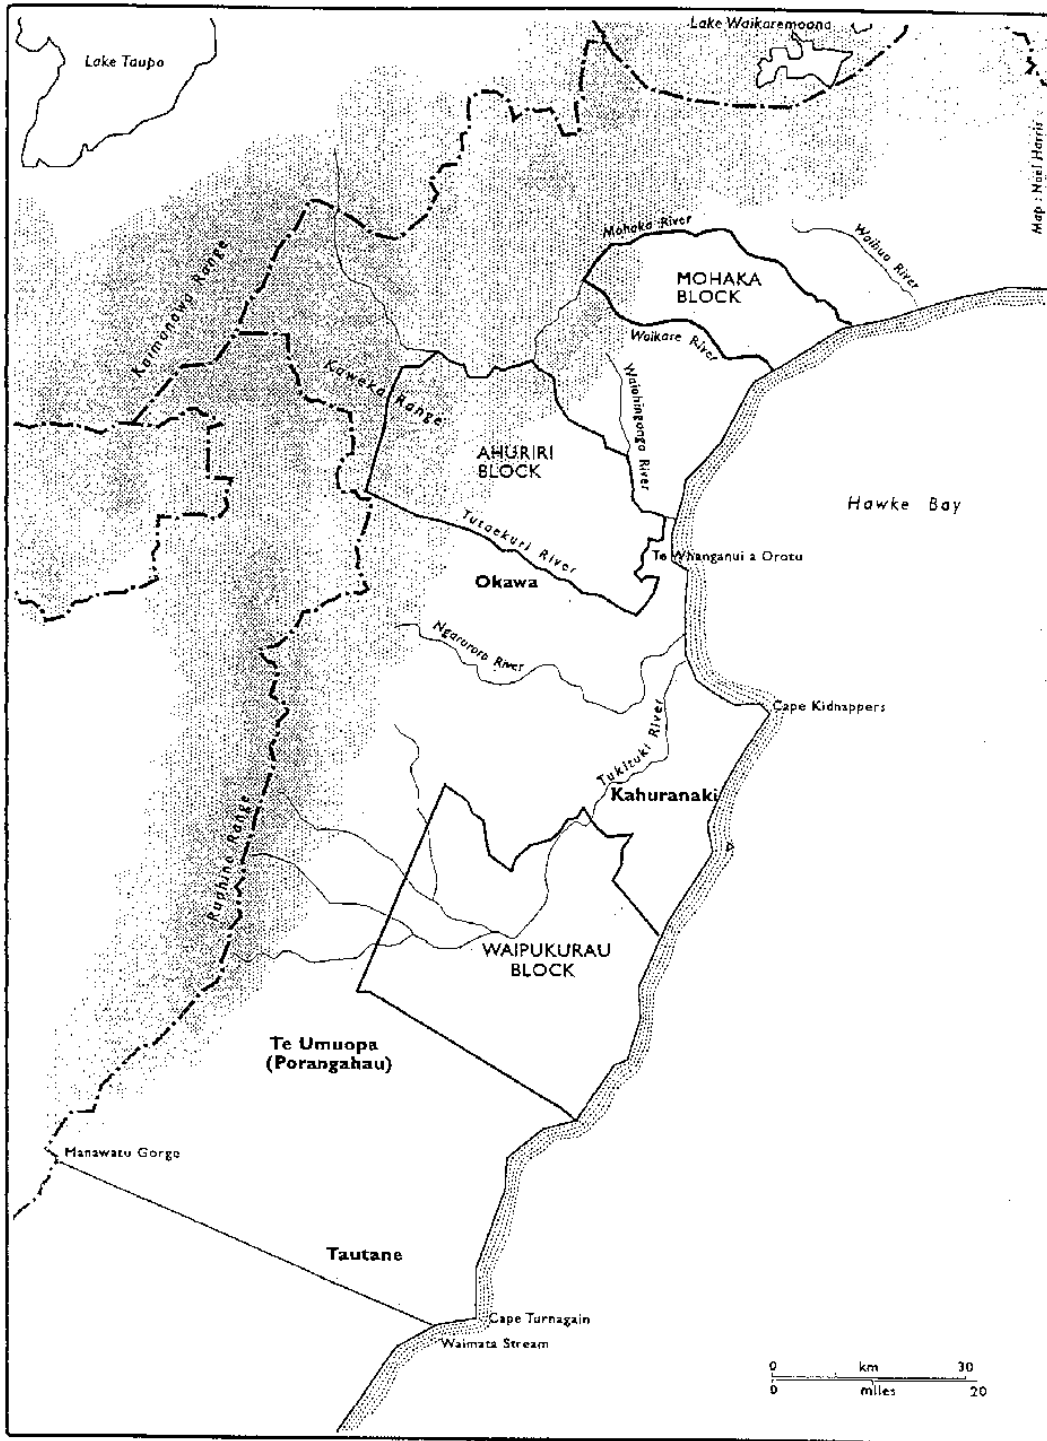 Lake Waikaremoana
Lake Taupo
Map : Noel Harris
Mohaka River
Waihua River
Kaimanawa Range
MOHAKA
BLOCK
Waikare River
Kaweka Range
Waiohingongo River
AHURIRI
BLOCK
Hawke Bay
Tutaekuri River
Te Whanganui a Orotu
Okawa
Ngaruroro River
Cape Kidnappers
Tukituki River
Kahuranaki
Ruahine Range
WAIPUKURAU
BLOCK
Te Umuopa
(Porangahau)
Manawatu Gorge
Tautane
Cape Turnagain
Waimata Stream
0 km 30
0 miles 20